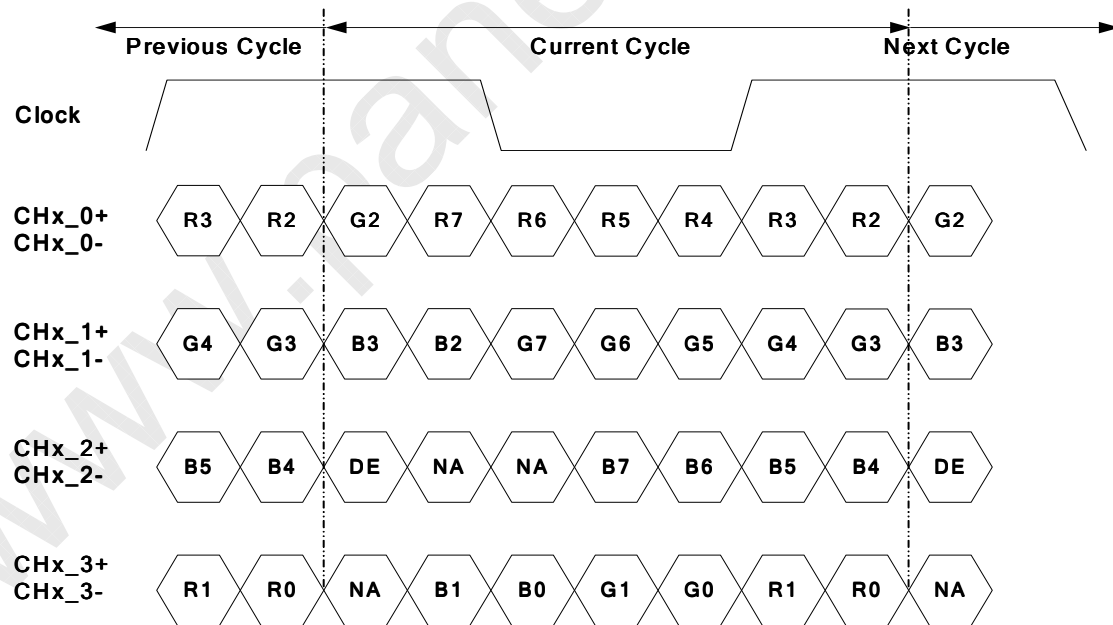 Previous Cycle Current Cycle Next Cycle
Clock
CHx_0+ R3 R2 G2 R7 R6 R5 R4 R3 R2 G2
CHx_0-
CHx_1+ G4 G3 B3 B2 G7 G6 G5 G4 G3 B3
CHx_1-
CHx_2+ B5 B4 DE NA NA B7 B6 B5 B4 DE
CHx_2-
CHx_3+ R1 R0 NA B1 B0 G1 G0 R1 R0 NA
CHx_3-
www.pan